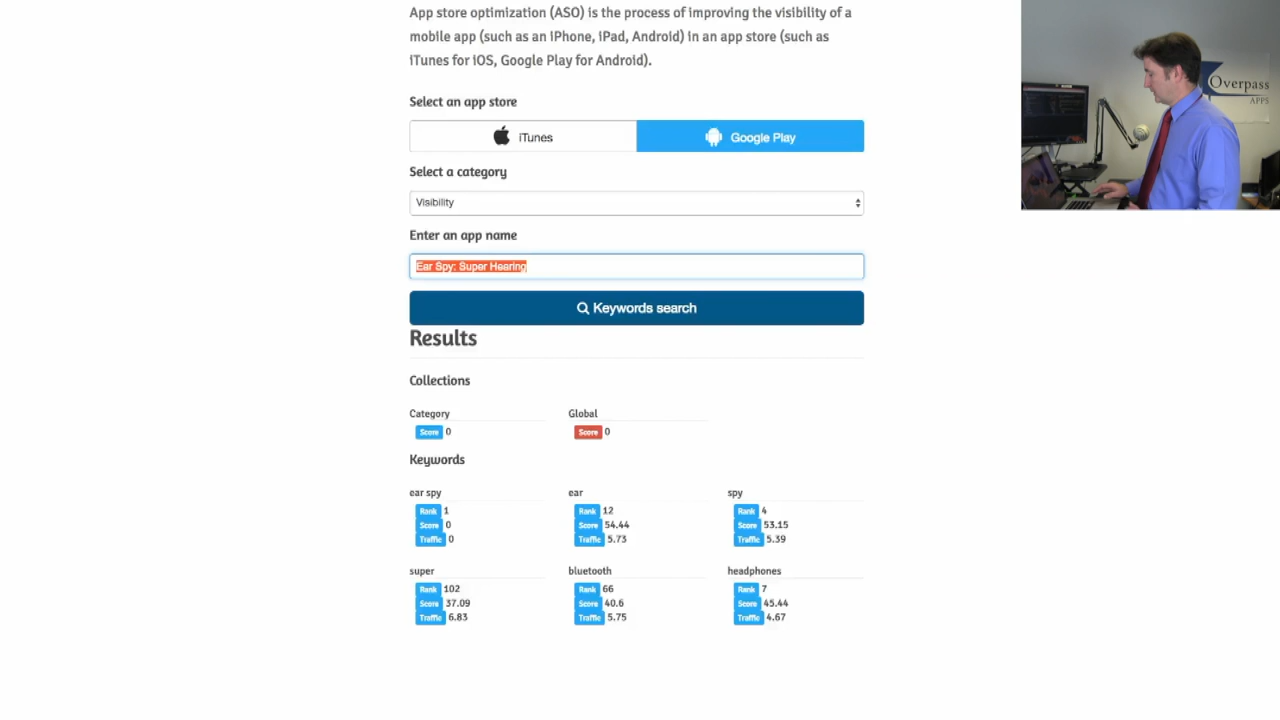 App store optimization (ASO) is the process of improving the visibility of a
mobile app (such as an iPhone, iPad, Android) in an app store (such as
iTunes for iOS, Google Play for Android).
Select an app store
iTunes
Google Play
Select a category
Visibility
Enter an app name
Ear Spy: Super Hearing
Keywords search
Results
Collections
Category
Score 0
Global
Score 0
Keywords
ear spy
Rank 1
Score 0
Traffic 0
ear
Rank 12
Score 54.44
Traffic 5.73
spy
Rank 4
Score 53.15
Traffic 5.39
super
Rank 102
Score 37.09
Traffic 6.83
bluetooth
Rank 66
Score 40.6
Traffic 5.75
headphones
Rank 7
Score 45.44
Traffic 4.67
Overpass
APPS